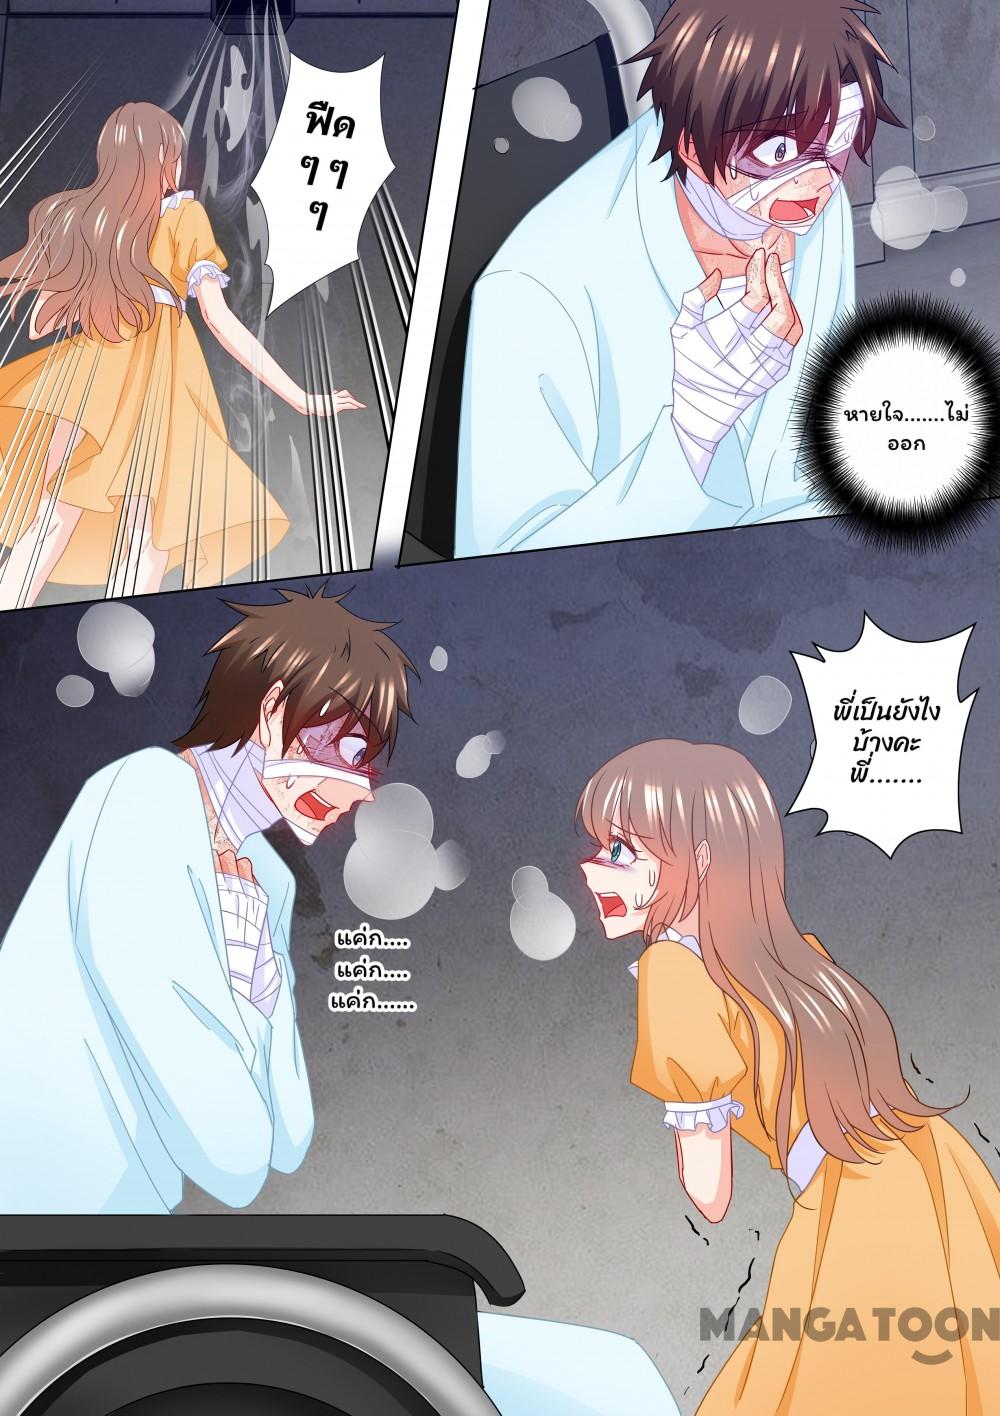 ฟืด
ๆ ๆ
ๆ
หายใจ.......ไม่
ออก
พี่เป็นยังไง
บ้างคะ
พี่.......
แค่ก....
แค่ก....
แค่ก......
MANGATOON